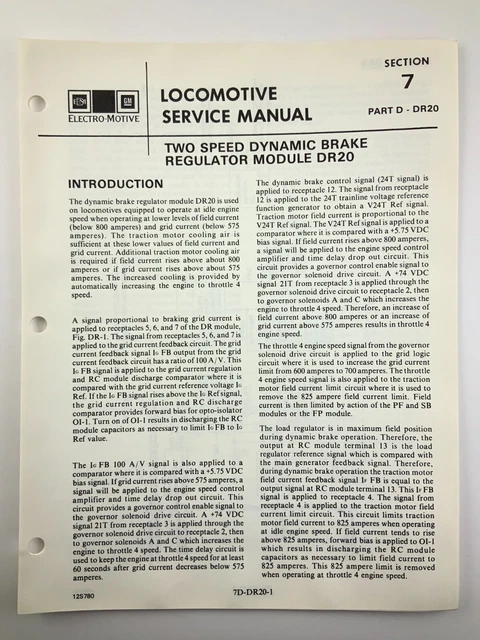 SECTION
7
PART D - DR20
GM
ELECTRO-MOTIVE
LOCOMOTIVE
SERVICE MANUAL
TWO SPEED DYNAMIC BRAKE
REGULATOR MODULE DR20
INTRODUCTION
The dynamic brake regulator module DR20 is used
on locomotives equipped to operate at idle engine
speed when operating at lower levels of field current
(below 800 amperes) and grid current (below 575
amperes). The traction motor cooling air is
sufficient at these lower values of field current and
grid current. Additional traction motor cooling air
is required if field current rises above about 800
amperes or if grid current rises above about 575
amperes. The increased cooling is provided by
automatically increasing the engine to throttle 4
speed.
A signal proportional to braking grid current is
applied to receptacles 5, 6, and 7 of the DR module,
Fig. DR-1. The signal from receptacles 5, 6, and 7 is
applied to the grid current feedback circuit. The grid
current feedback signal IG FB output from the grid
current feedback circuit has a ratio of 100 A/V. This
IG FB signal is applied to the grid current regulation
and RC module discharge comparator where it is
compared with the grid current reference voltage IG
Ref. If the IG FB signal rises above the IG Ref signal,
the grid current regulation and RC discharge
comparator provides forward bias for opto-isolator
OI-1. Turn on of OI-1 results in discharging the RC
module capacitors as necessary to limit IG FB to IG
Ref value.
The IG FB 100 A/V signal is also applied to a
comparator where it is compared with a +5.75 VDC
bias signal. If grid current rises above 575 amperes, a
signal will be applied to the engine speed control
amplifier and time delay drop out circuit. This
circuit provides a governor control enable signal to
the governor solenoid drive circuit. A +74 VDC
signal 21T from receptacle 3 is applied through the
governor solenoid drive circuit to receptacle 2, then
to governor solenoids A and C which increases the
engine to throttle 4 speed. The time delay circuit is
used to keep the engine at throttle 4 speed for at least
60 seconds after grid current decreases below 575
amperes.
The dynamic brake control signal (24T signal) is
applied to receptacle 12. The signal from receptacle
12 is applied to the 24T trainline voltage reference
function generator to obtain a V24T Ref signal.
Traction motor field current is proportional to the
V24T Ref signal. The V24T Ref signal is applied to a
comparator where it is compared with a +5.75 VDC
bias signal. If field current rises above 800 amperes,
a signal will be applied to the engine speed control
amplifier and time delay drop out circuit. This
circuit provides a governor control enable signal to
the governor solenoid drive circuit. A +74 VDC
signal 21T from receptacle 3 is applied through the
governor solenoid drive circuit to receptacle 2, then
to governor solenoids A and C which increases the
engine to throttle 4 speed. Therefore, an increase of
field current above 800 amperes or an increase of
grid current above 575 amperes results in throttle 4
engine speed.
The throttle 4 engine speed signal from the governor
solenoid drive circuit is applied to the grid logic
circuit where it is used to increase the grid current
limit from 600 amperes to 700 amperes. The throttle
4 engine speed signal is also applied to the traction
motor field current limit circuit where it is used to
remove the 825 ampere field current limit. Field
current is then limited by action of the PF and SB
modules or the FP module.
The load regulator is in maximum field position
during dynamic brake operation. Therefore, the
output at RC module terminal 13 is the load
regulator reference signal which is compared with
the main generator feedback signal. Therefore,
during dynamic brake operation the traction motor
field current feedback signal IF FB is equal to the
output signal at RC module terminal 13. This IF FB
signal is applied to receptacle 4. The signal from
receptacle 4 is applied to the traction motor field
current limit circuit. This circuit limits traction
motor field current to 825 amperes when operating
at idle engine speed. If field current tends to rise
above 825 amperes, forward bias is applied to OI-1
which results in discharging the RC module
capacitors as necessary to limit field current to
825 amperes. This 825 ampere limit is removed
when operating at throttle 4 engine speed.
12S780
7D-DR20-1